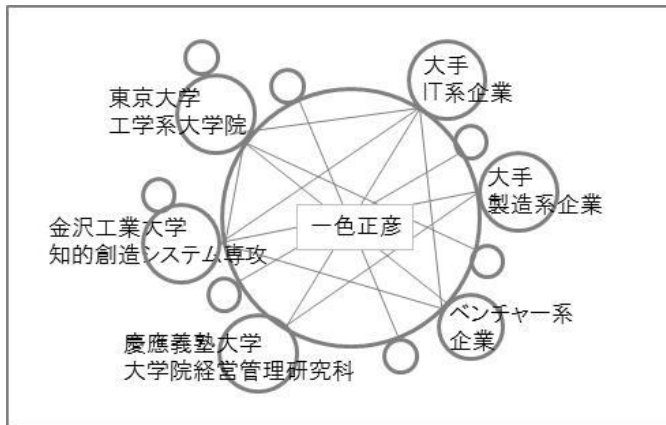 東京大学
工学系大学院
大手
IT系企業
大手
製造系企業
一色正彦
金沢工業大学
知的創造システム専攻
ベンチャー系
企業
慶應義塾大学
大学院経営管理研究科